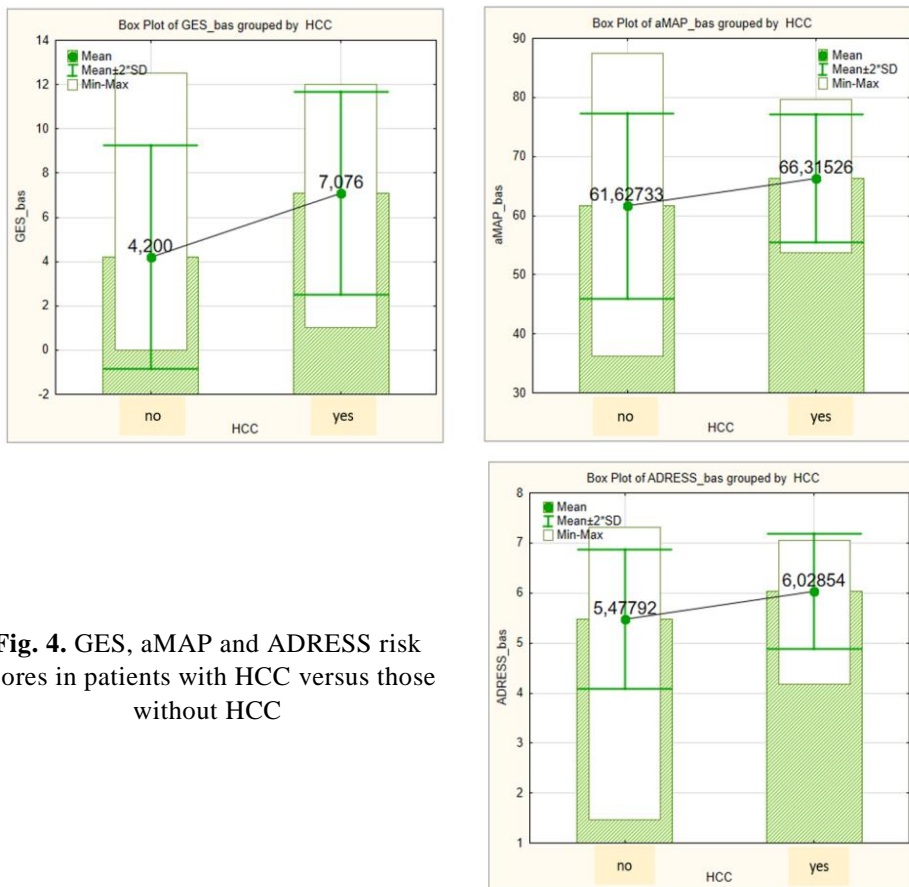 Box Plot of GES_bas grouped by HCC
Mean
Mean±2*SD
Min-Max
14
12
10
8
6
4
2
0
-2
GES_bas
4,200
7,076
no
yes
HCC
Box Plot of aMAP_bas grouped by HCC
Mean
Mean±2*SD
Min-Max
90
80
70
60
50
40
30
aMAP_bas
61,62733
66,31526
no
yes
HCC
Box Plot of ADRESS_bas grouped by HCC
Mean
Mean±2*SD
Min-Max
8
7
6
5
4
3
2
1
ADRESS_bas
5,47792
6,02854
no
yes
HCC
Fig. 4. GES, aMAP and ADRESS risk
ores in patients with HCC versus those
without HCC